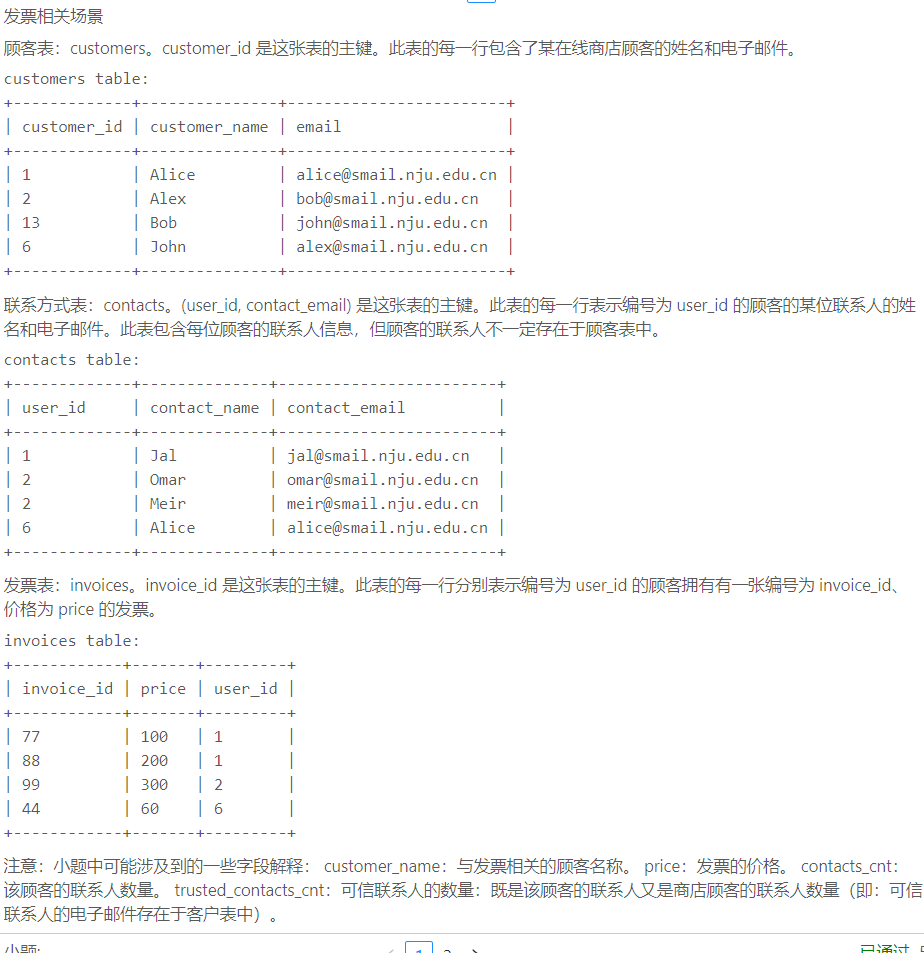 发票相关场景
顾客表：customers。customer_id 是这张表的主键。此表的每一行包含了某在线商店顾客的姓名和电子邮件。
customers table:
+-------------+---------------+------------------------+
| customer_id | customer_name | email                  |
+-------------+---------------+------------------------+
| 1           | Alice         | alice@smail.nju.edu.cn |
| 2           | Alex          | bob@smail.nju.edu.cn   |
| 13          | Bob           | john@smail.nju.edu.cn  |
| 6           | John          | alex@smail.nju.edu.cn  |
+-------------+---------------+------------------------+
联系方式表：contacts。(user_id, contact_email) 是这张表的主键。此表的每一行表示编号为 user_id 的顾客的某位联系人的姓
名和电子邮件。此表包含每位顾客的联系人信息，但顾客的联系人不一定存在于顾客表中。
contacts table:
+-------------+--------------+------------------------+
| user_id     | contact_name | contact_email          |
+-------------+--------------+------------------------+
| 1           | Jal          | jal@smail.nju.edu.cn   |
| 2           | Omar         | omar@smail.nju.edu.cn  |
| 2           | Meir         | meir@smail.nju.edu.cn  |
| 6           | Alice        | alice@smail.nju.edu.cn |
+-------------+--------------+------------------------+
发票表：invoices。invoice_id 是这张表的主键。此表的每一行分别表示编号为 user_id 的顾客拥有有一张编号为 invoice_id、
价格为 price 的发票。
invoices table:
+------------+-------+---------+
| invoice_id | price | user_id |
+------------+-------+---------+
| 77         | 100   | 1       |
| 88         | 200   | 1       |
| 99         | 300   | 2       |
| 44         | 60    | 6       |
+------------+-------+---------+
注意：小题中可能涉及到的一些字段解释： customer_name：与发票相关的顾客名称。 price：发票的价格。 contacts_cnt：
该顾客的联系人数量。 trusted_contacts_cnt：可信联系人的数量：既是该顾客的联系人又是商店顾客的联系人数量（即：可信
联系人的电子邮件存在于客户表中）。
小题:
已通过